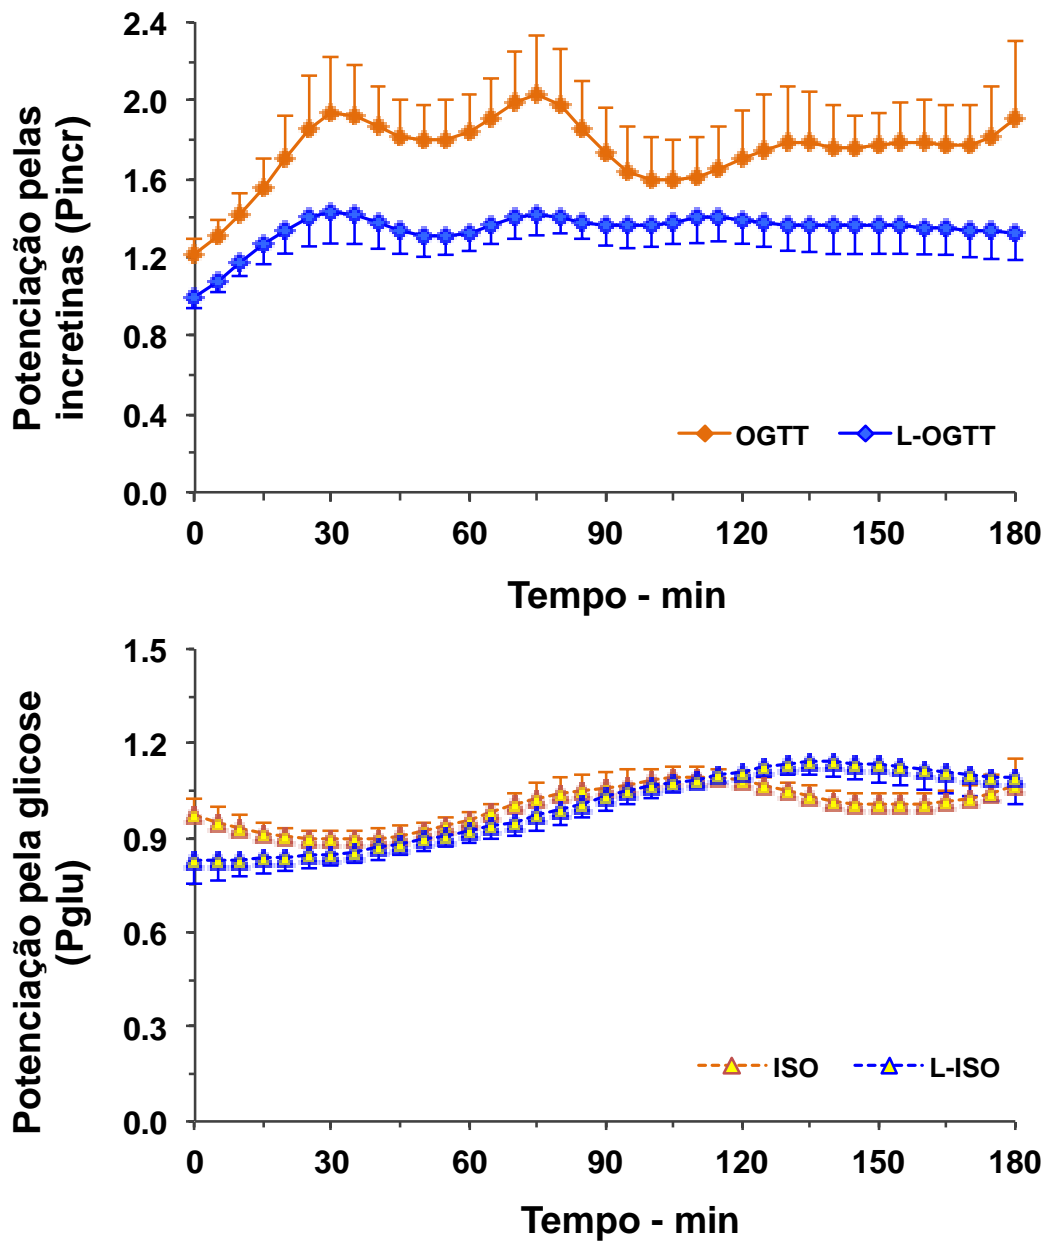 2.4
2.0
1.6
1.2
0.8
0.4
0.0
Potenciação pelas
incretinas (Pincr)
OGTT
L-OGTT
0 30 60 90 120 150 180
Tempo - min
1.5
1.2
0.9
0.6
0.3
0.0
Potenciação pela glicose
(Pglu)
ISO
L-ISO
0 30 60 90 120 150 180
Tempo - min